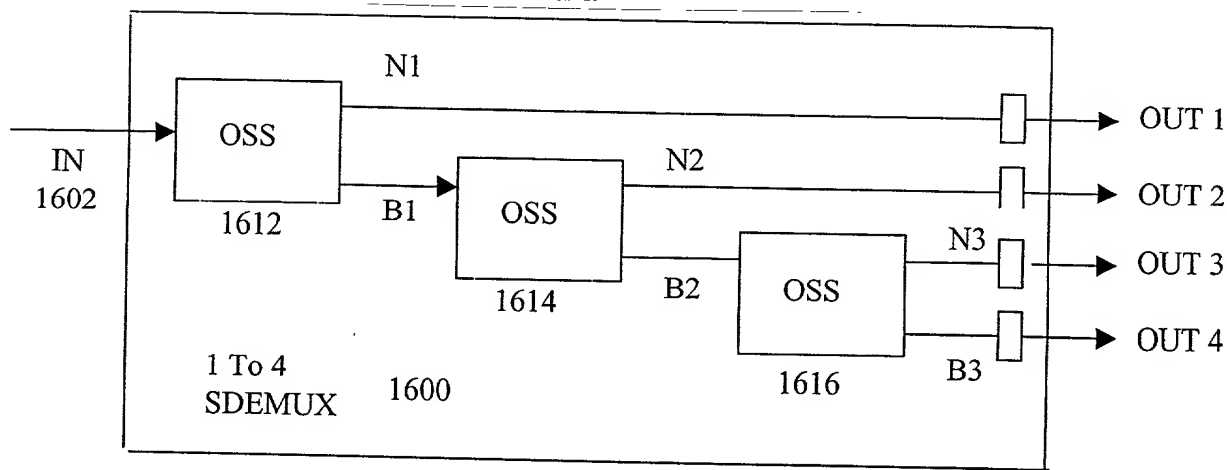 N1
OSS
OUT 1
IN
1602
N2
OUT 2
B1
OSS
1612
N3
OUT 3
B2
OSS
1614
OUT 4
B3
1 To 4
SDEMUX
1600
1616